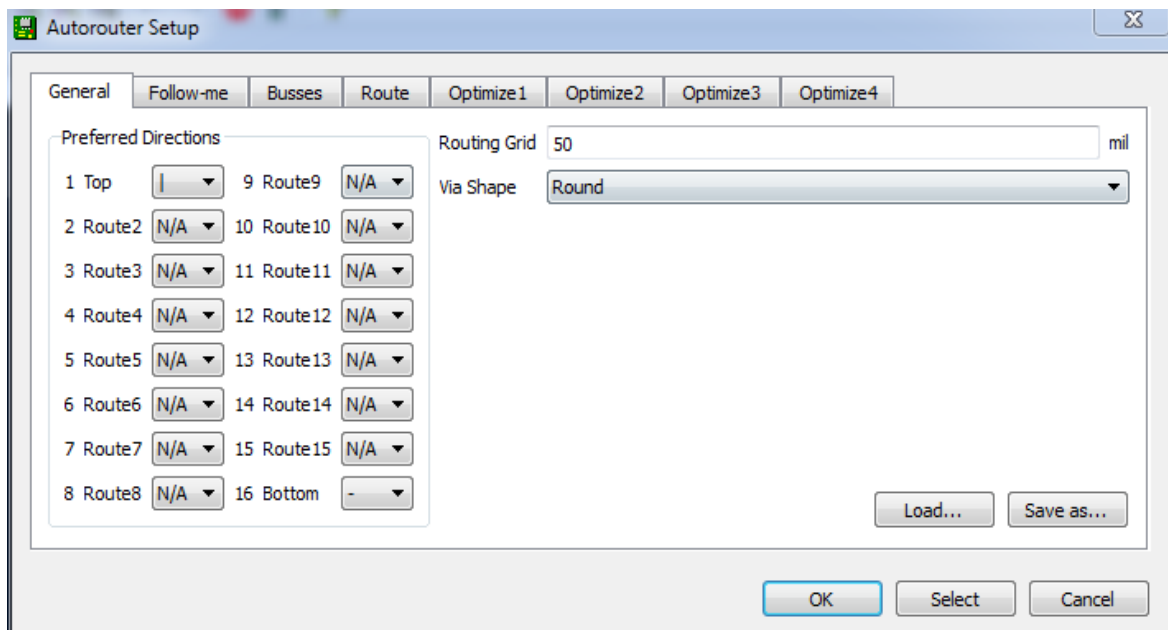 Autorouter Setup
General Follow-me Busses Route Optimize1 Optimize2 Optimize3 Optimize4
Preferred Directions
Routing Grid 50 mil
Via Shape Round
1 Top | 9 Route9 N/A
2 Route2 N/A 10 Route10 N/A
3 Route3 N/A 11 Route11 N/A
4 Route4 N/A 12 Route12 N/A
5 Route5 N/A 13 Route13 N/A
6 Route6 N/A 14 Route14 N/A
7 Route7 N/A 15 Route15 N/A
8 Route8 N/A 16 Bottom -
Load... Save as...
OK Select Cancel